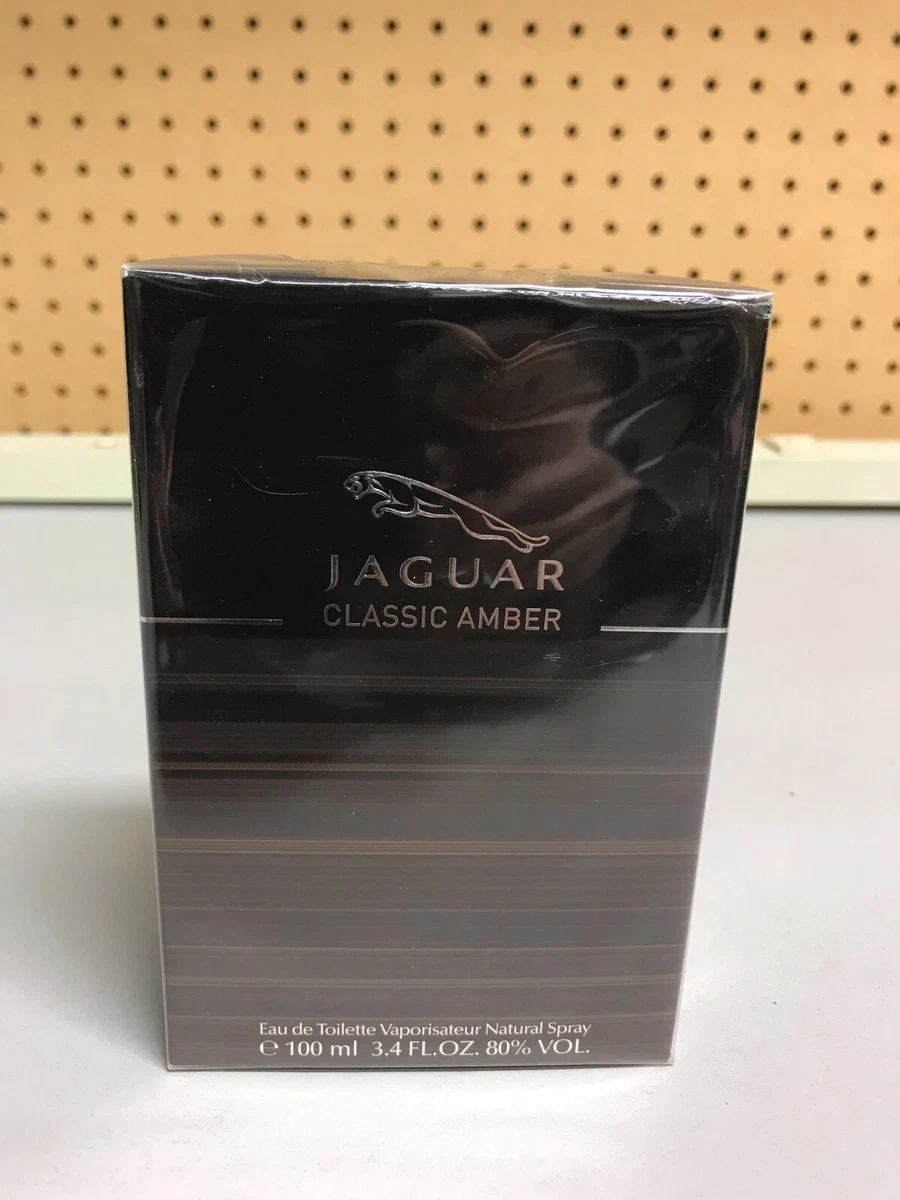 JAGUAR
CLASSIC AMBER
Eau de Toilette Vaporisateur Natural Spray
℮ 100 ml 3.4 FL.OZ. 80% VOL.